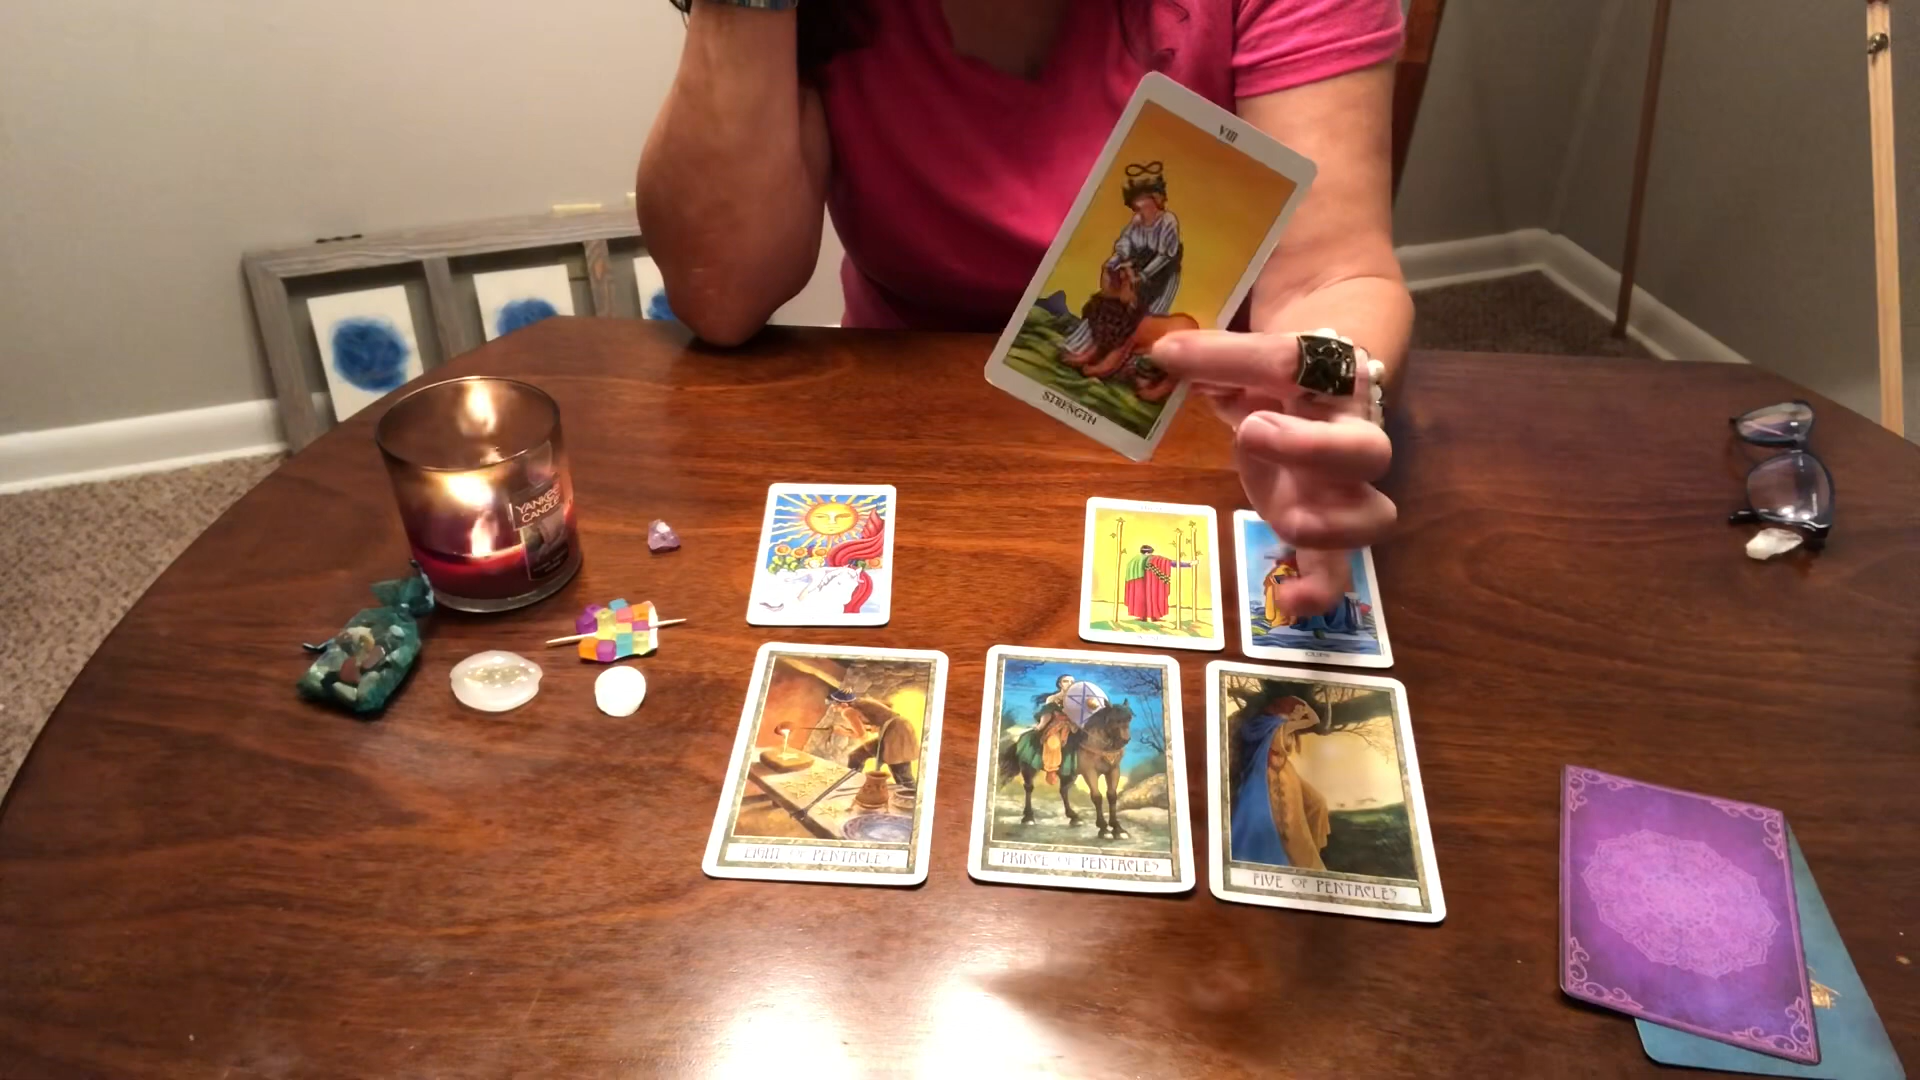 VIII
STRENGTH
YANKEE
CANDLE
EIGHT OF PENTACLES
PRINCE OF PENTACLES
FIVE OF PENTACLES